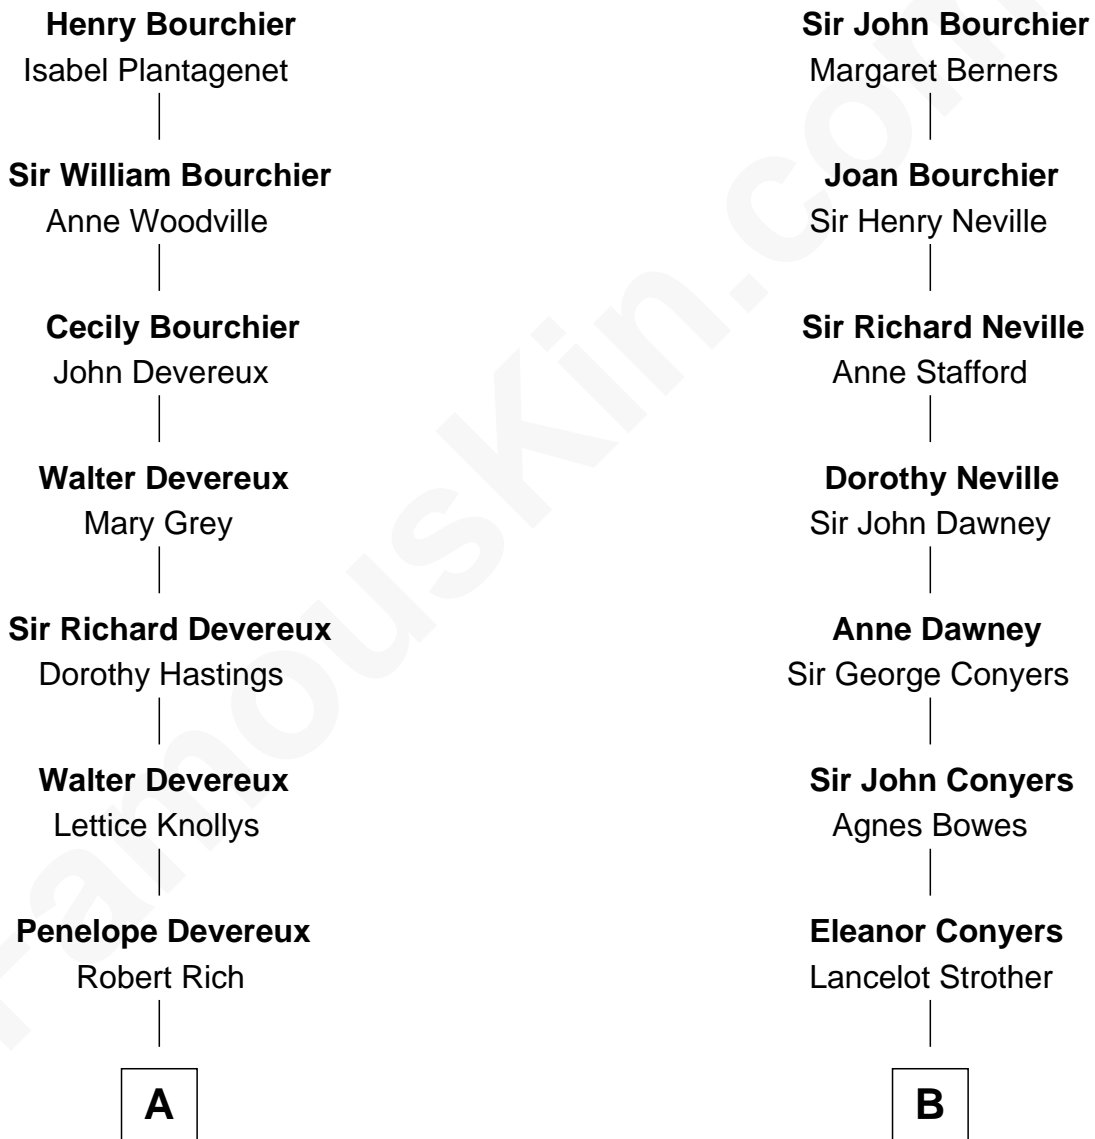 Henry Bourchier
Isabel Plantagenet
Sir William Bourchier
Anne Woodville
Cecily Bourchier
John Devereux
Walter Devereux
Mary Grey
Sir Richard Devereux
Dorothy Hastings
Walter Devereux
Lettice Knollys
Penelope Devereux
Robert Rich
A
Sir John Bourchier
Margaret Berners
Joan Bourchier
Sir Henry Neville
Sir Richard Neville
Anne Stafford
Dorothy Neville
Sir John Dawney
Anne Dawney
Sir George Conyers
Sir John Conyers
Agnes Bowes
Eleanor Conyers
Lancelot Strother
B
FamousKin.com